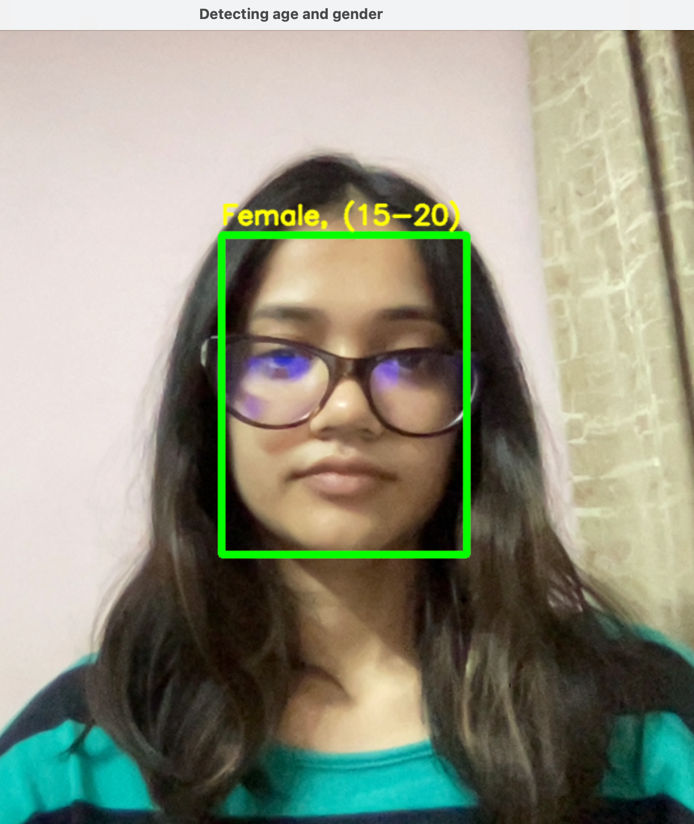 Detecting age and gender
Female, (15-20)